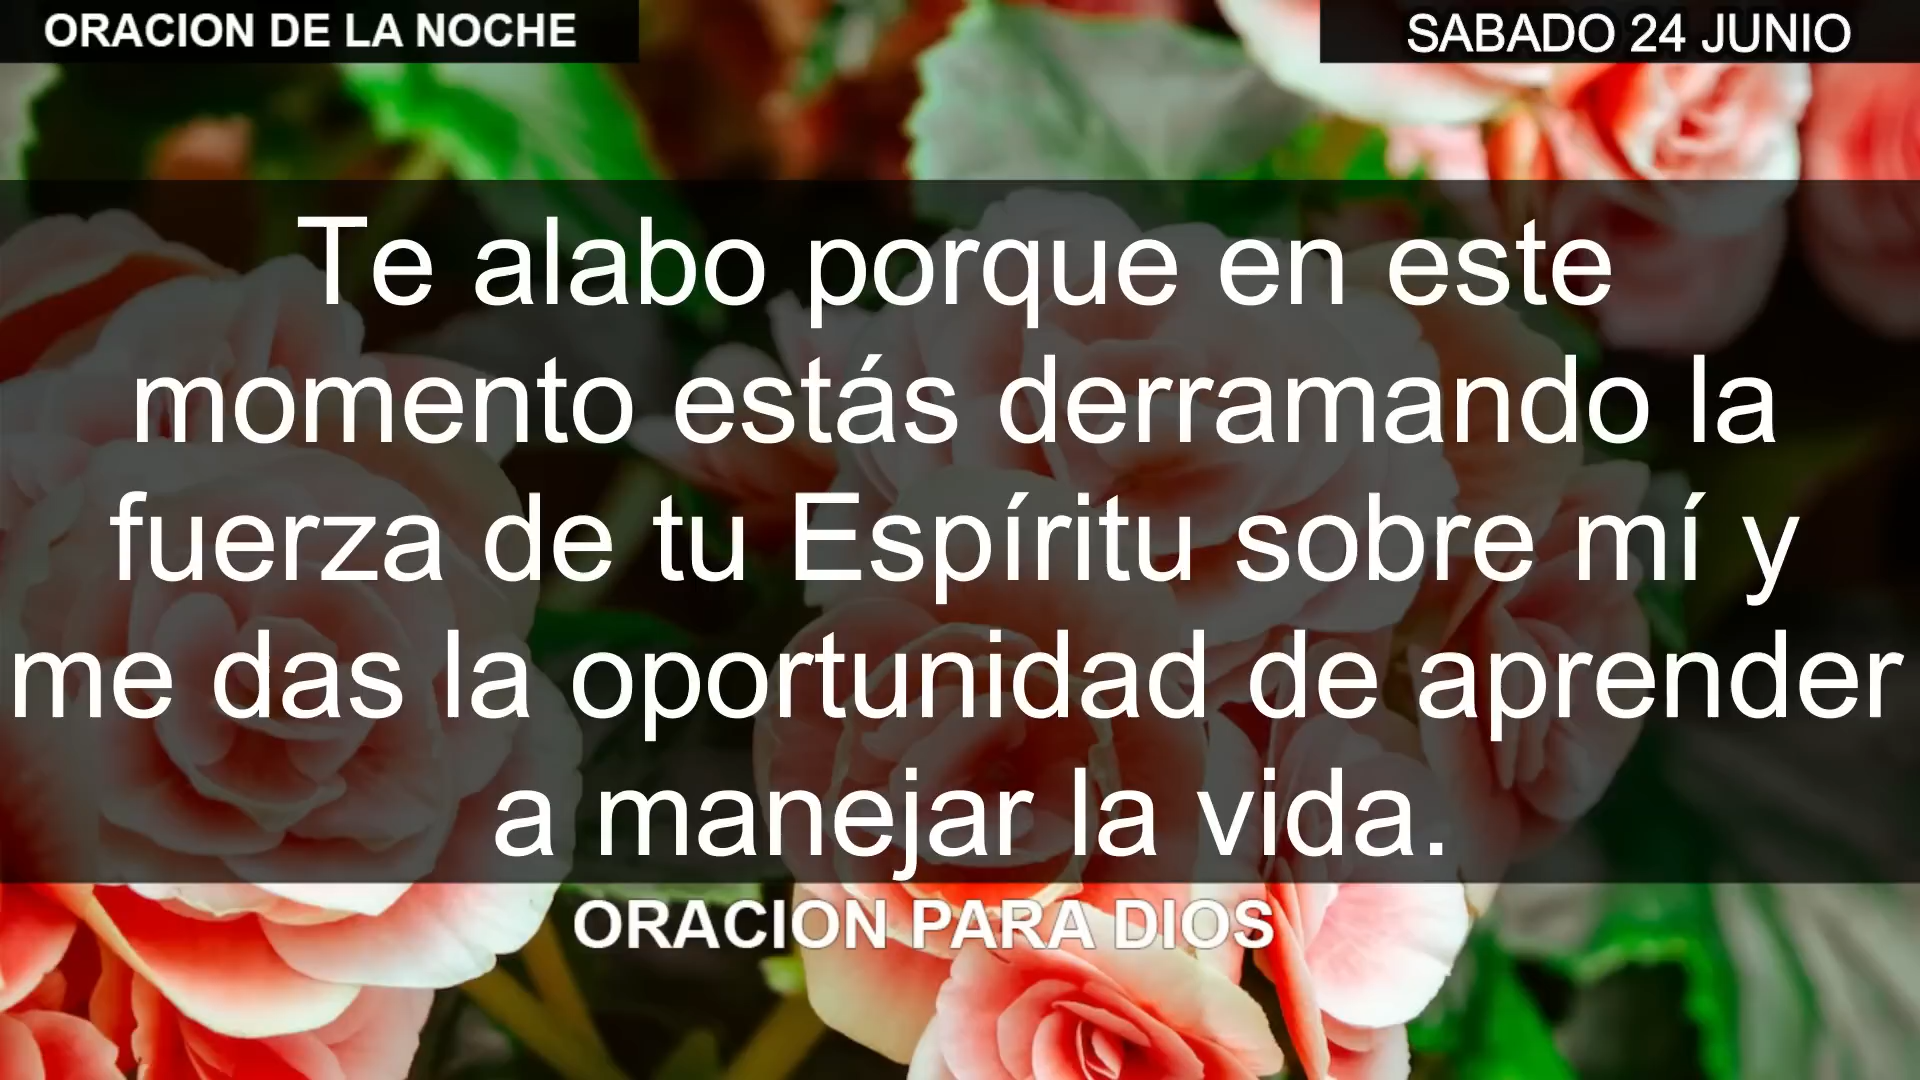 ORACION DE LA NOCHE
SABADO 24 JUNIO
Te alabo porque en este
momento estás derramando la
fuerza de tu Espíritu sobre mí y
me das la oportunidad de aprender
a manejar la vida.
ORACION PARA DIOS